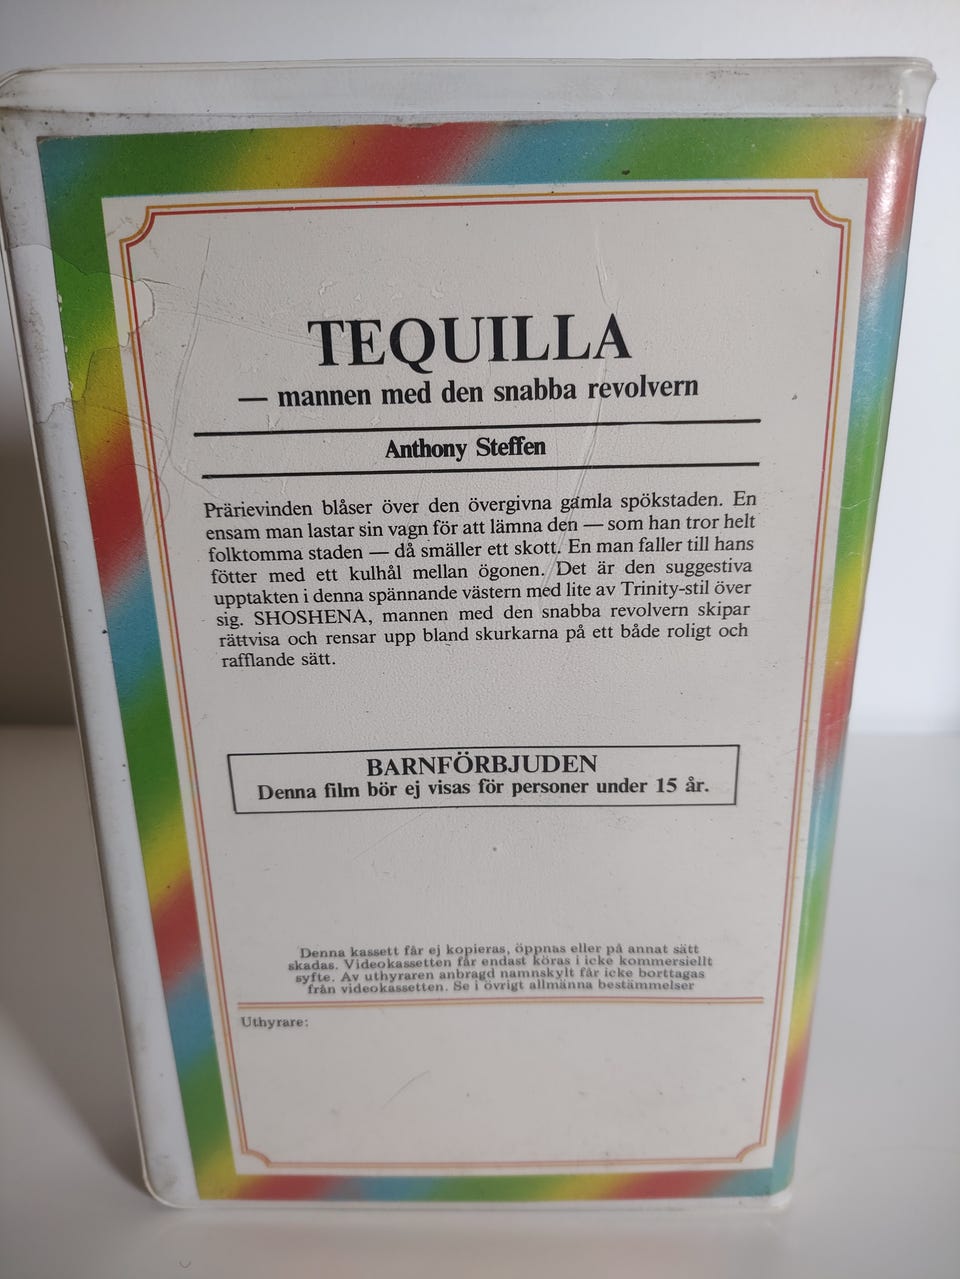 TEQUILLA
— mannen med den snabba revolvern
Anthony Steffen
Prärievinden blåser över den övergivna gamla spökstaden. En
ensam man lastar sin vagn för att lämna den — som han tror helt
folktomma staden — då smäller ett skott. En man faller till hans
fötter med ett kulhål mellan ögonen. Det är den suggestiva
upptakten i denna spännande västern med lite av Trinity-stil över
sig. SHOSHENA, mannen med den snabba revolvern skipar
rättvisa och rensar upp bland skurkarna på ett både roligt och
rafflande sätt.
BARNFÖRBJUDEN
Denna film bör ej visas för personer under 15 år.
Denna kassett får ej kopieras, öppnas eller på annat sätt
skadas. Videokassetten får endast köras i icke kommersiellt
syfte. Av uthyraren anbragd namnskylt får icke borttagas
från videokassetten. Se i övrigt allmänna bestämmelser
Uthyrare: